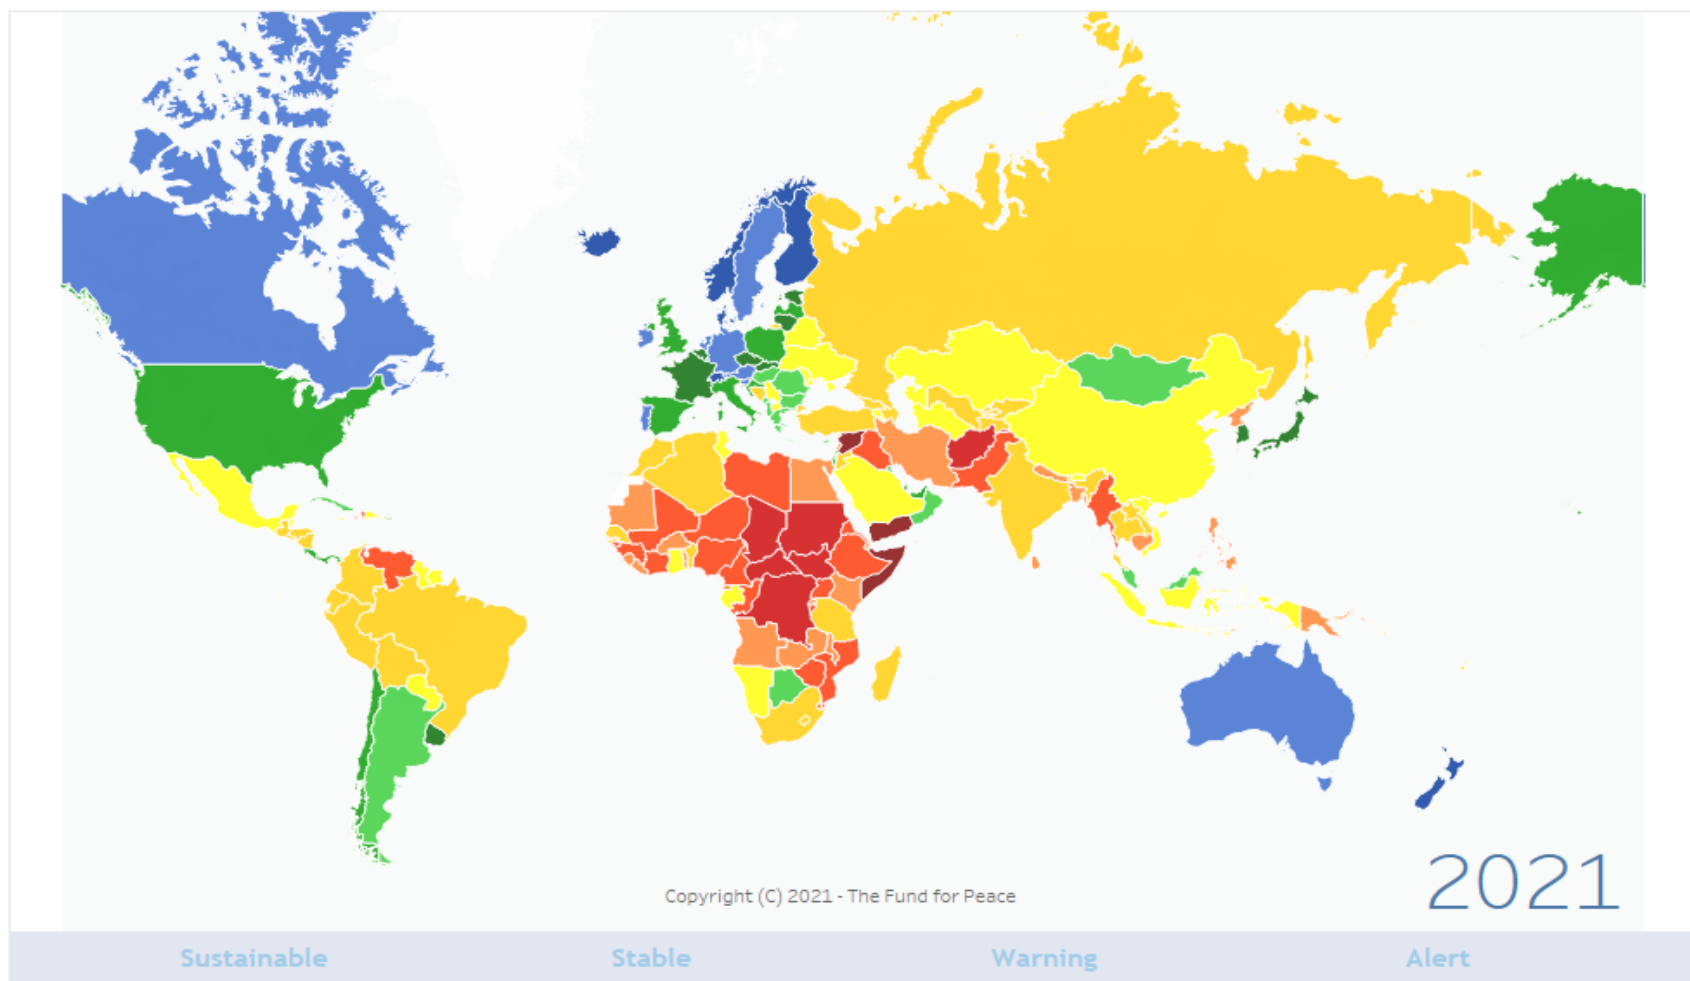 2021
Copyright (C) 2021 - The Fund for Peace
Sustainable
Stable
Warning
Alert